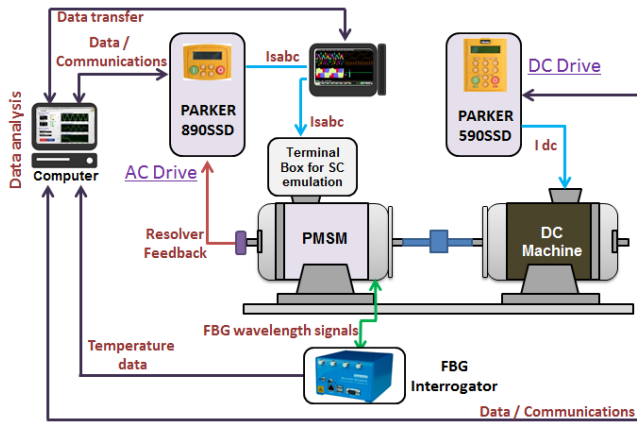 Data transfer
Data /
Communications
Isabc
PARKER
890SSD
AC Drive
Data analysis
Computer
Isabc
Terminal
Box for SC
emulation
DC Drive
PARKER
590SSD
I dc
Resolver
Feedback
PMSM
DC
Machine
FBG wavelength signals
Temperature
data
FBG
Interrogator
Data / Communications